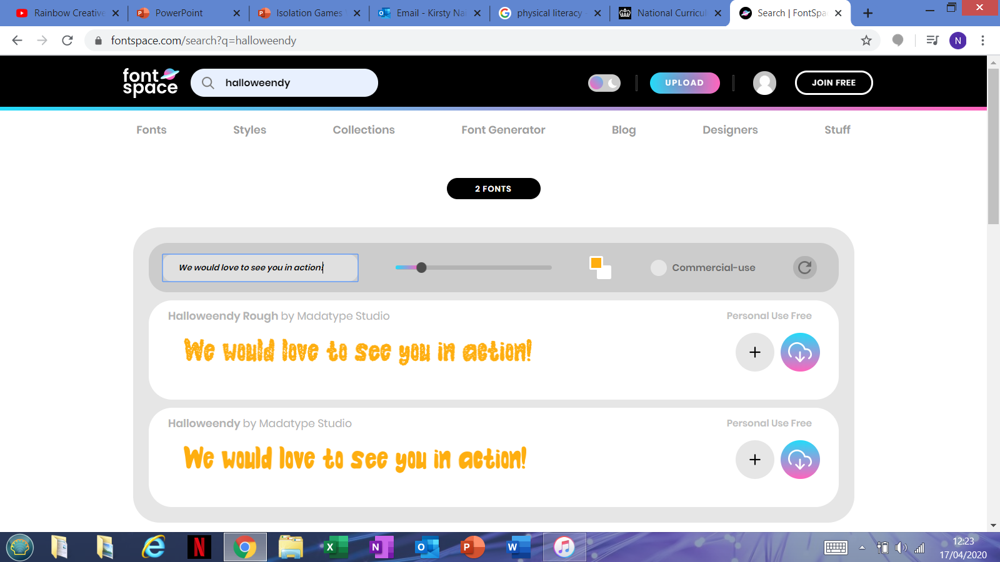 Rainbow Creative
PowerPoint
Isolation Games
Email - Kirsty Nai
physical literacy
National Curricul
Search | FontSpa
fontspace.com/search?q=halloweendy
N
font space
halloweendy
UPLOAD
JOIN FREE
Fonts
Styles
Collections
Font Generator
Blog
Designers
Stuff
2 FONTS
We would love to see you in action!
Commercial-use
Halloweendy Rough by Madatype Studio
Personal Use Free
We would love to see you in action!
Halloweendy by Madatype Studio
Personal Use Free
We would love to see you in action!
12:23
17/04/2020